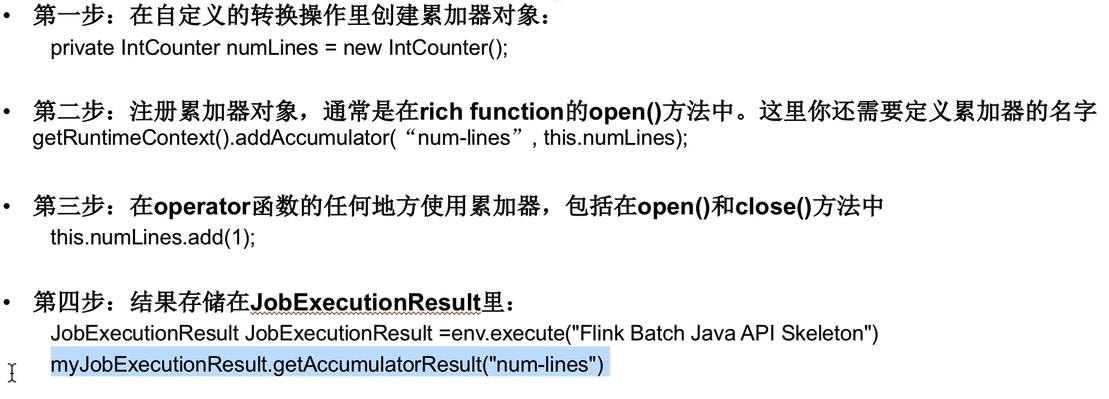 • 第一步：在自定义的转换操作里创建累加器对象：
private IntCounter numLines = new IntCounter();
• 第二步：注册累加器对象，通常是在rich function的open()方法中。这里你还需要定义累加器的名字
getRuntimeContext().addAccumulator(“num-lines”, this.numLines);
• 第三步：在operator函数的任何地方使用累加器，包括在open()和close()方法中
this.numLines.add(1);
• 第四步：结果存储在JobExecutionResult里：
JobExecutionResult JobExecutionResult =env.execute("Flink Batch Java API Skeleton")
myJobExecutionResult.getAccumulatorResult("num-lines")